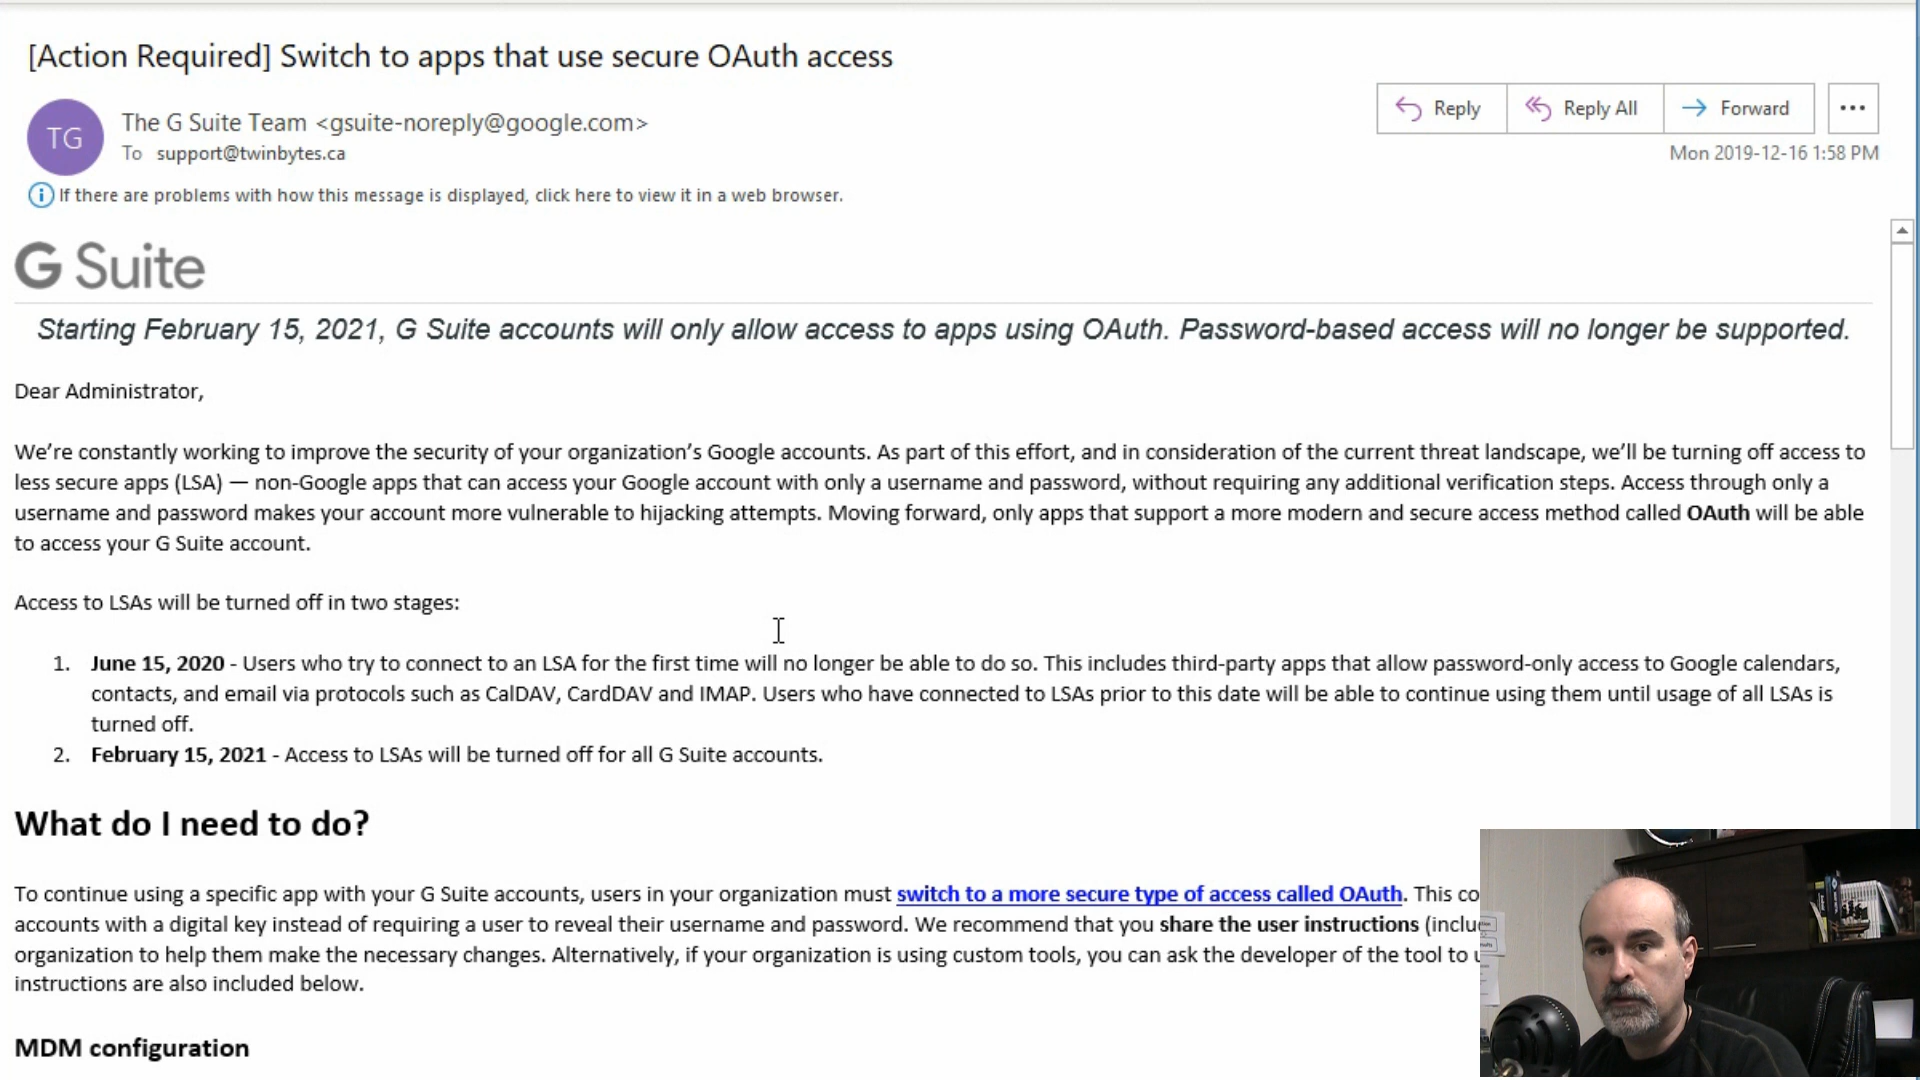 [Action Required] Switch to apps that use secure OAuth access
TG
The G Suite Team <gsuite-noreply@google.com>
To support@twinbytes.ca
Reply
Reply All
Forward
Mon 2019-12-16 1:58 PM
If there are problems with how this message is displayed, click here to view it in a web browser.
G Suite
Starting February 15, 2021, G Suite accounts will only allow access to apps using OAuth. Password-based access will no longer be supported.
Dear Administrator,
We’re constantly working to improve the security of your organization’s Google accounts. As part of this effort, and in consideration of the current threat landscape, we’ll be turning off access to
less secure apps (LSA) — non-Google apps that can access your Google account with only a username and password, without requiring any additional verification steps. Access through only a
username and password makes your account more vulnerable to hijacking attempts. Moving forward, only apps that support a more modern and secure access method called OAuth will be able
to access your G Suite account.
Access to LSAs will be turned off in two stages:
1. June 15, 2020 - Users who try to connect to an LSA for the first time will no longer be able to do so. This includes third-party apps that allow password-only access to Google calendars,
contacts, and email via protocols such as CalDAV, CardDAV and IMAP. Users who have connected to LSAs prior to this date will be able to continue using them until usage of all LSAs is
turned off.
2. February 15, 2021 - Access to LSAs will be turned off for all G Suite accounts.
What do I need to do?
To continue using a specific app with your G Suite accounts, users in your organization must switch to a more secure type of access called OAuth. This co
accounts with a digital key instead of requiring a user to reveal their username and password. We recommend that you share the user instructions (inclu
organization to help them make the necessary changes. Alternatively, if your organization is using custom tools, you can ask the developer of the tool to
instructions are also included below.
MDM configuration